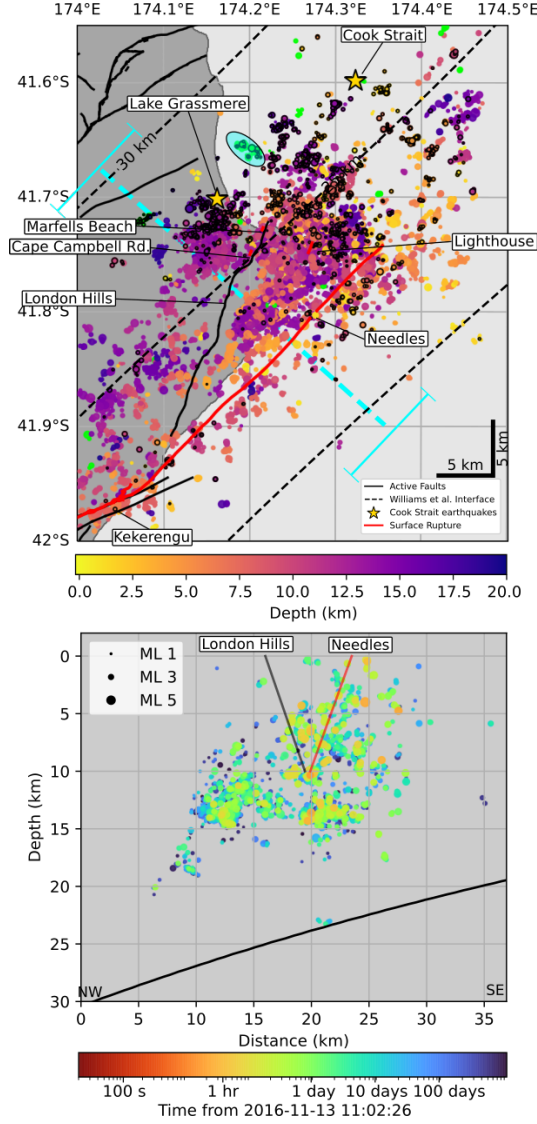 174°E 174.1°E 174.2°E 174.3°E 174.4°E 174.5°E
Cook Strait
41.6°S
Lake Grassmere
30 km
41.7°S
Marfells Beach
Cape Campbell Rd.
Lighthouse
London Hills
41.8°S
Needles
41.9°S
5 km
5 km
Active Faults
Williams et al. Interface
Cook Strait earthquakes
Surface Rupture
Kekerengu
42°S
0.0 2.5 5.0 7.5 10.0 12.5 15.0 17.5 20.0
Depth (km)
London Hills Needles
ML 1
ML 3
ML 5
0
5
10
15
20
25
30
Depth (km)
NW SE
0 5 10 15 20 25 30 35
Distance (km)
100 s 1 hr 1 day 10 days 100 days
Time from 2016-11-13 11:02:26